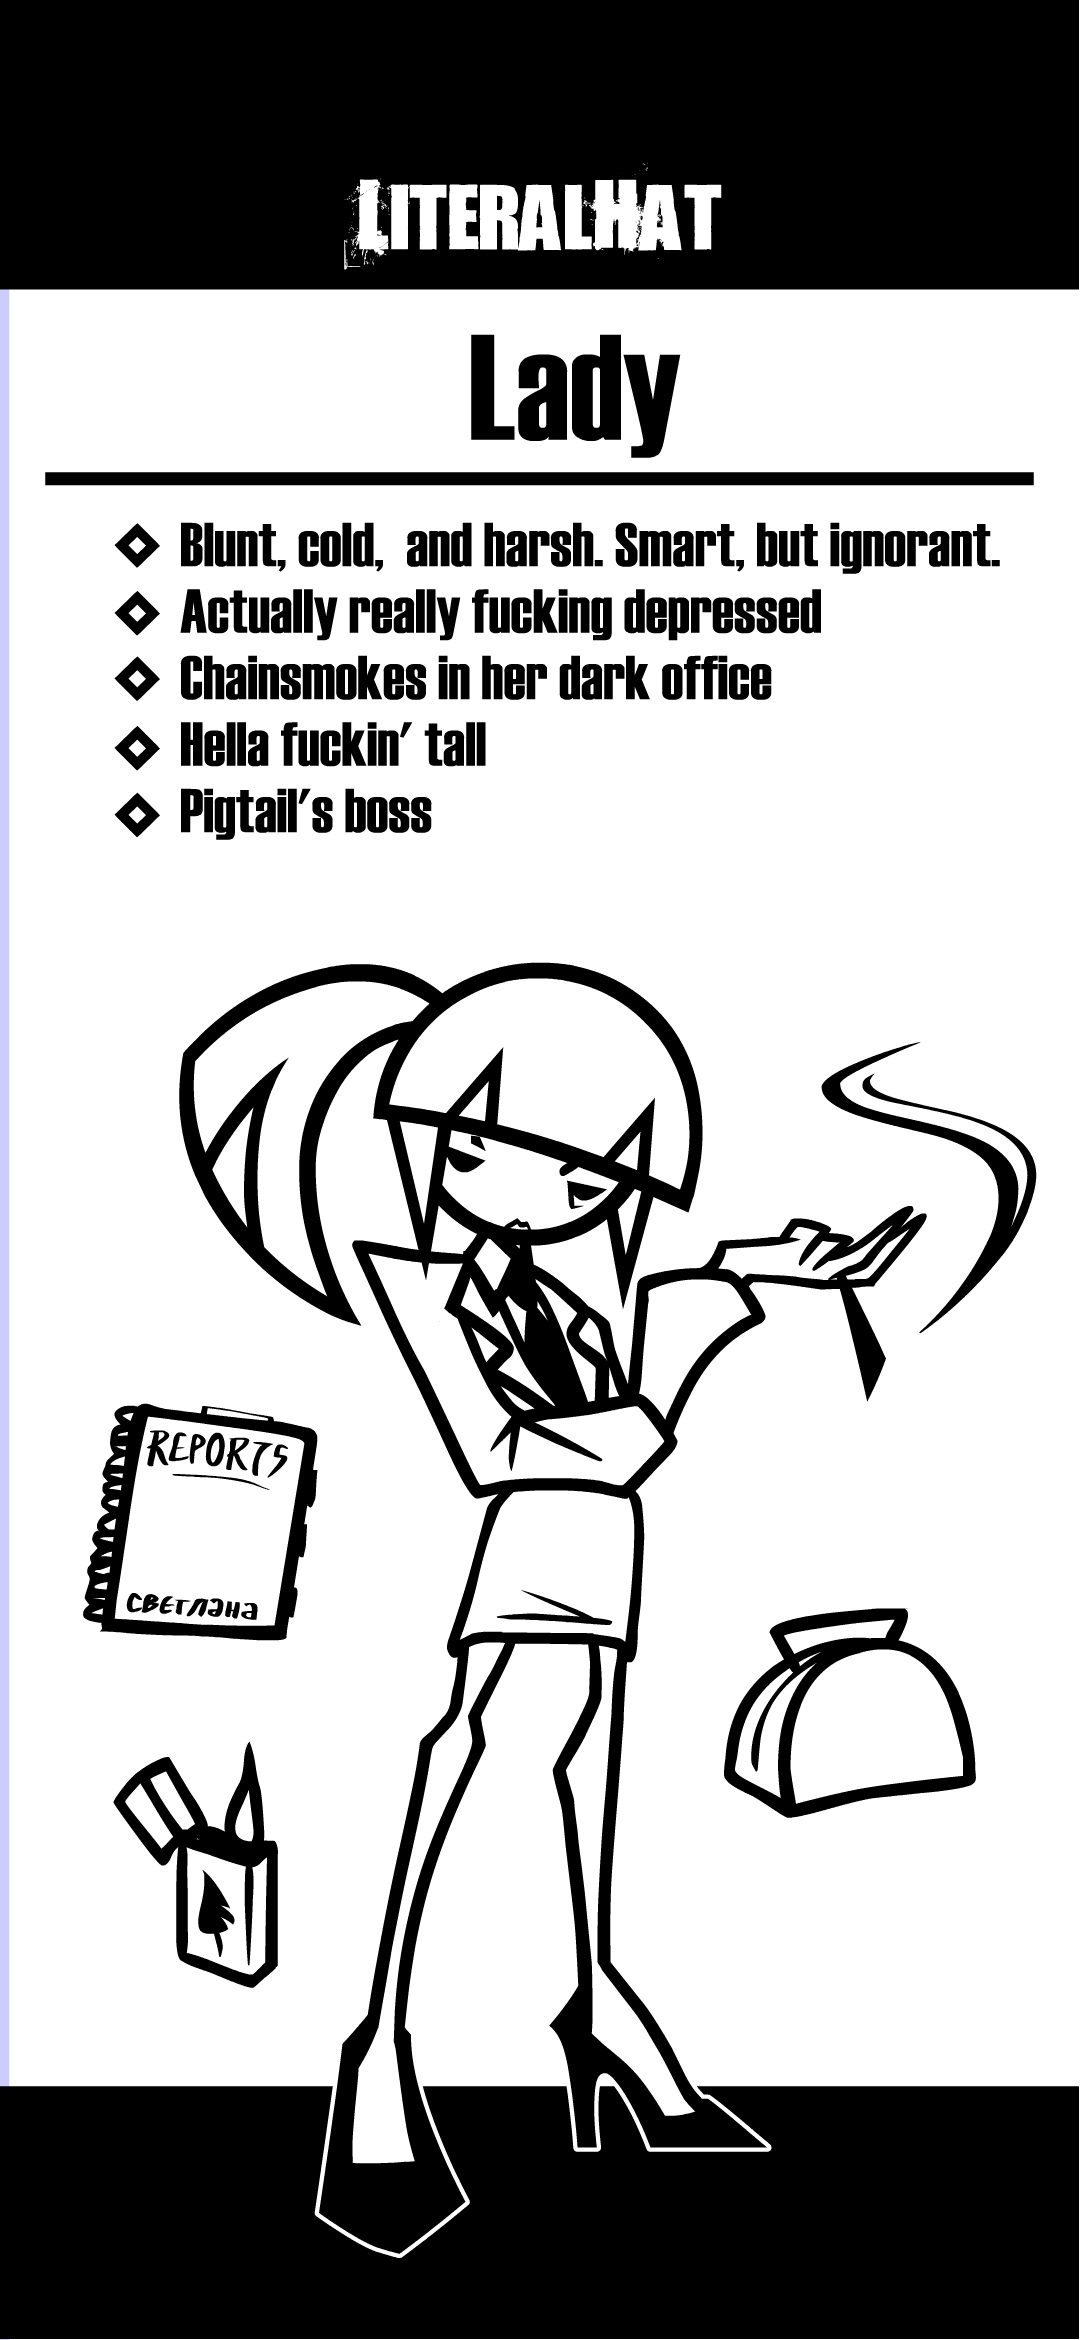 LITERALHAT
Lady
Blunt, cold, and harsh. Smart, but ignorant.
Actually really fucking depressed
Chainsmokes in her dark office
Hella fuckin' tall
Pigtail's boss
REPORTS
СВЕТЛАНА